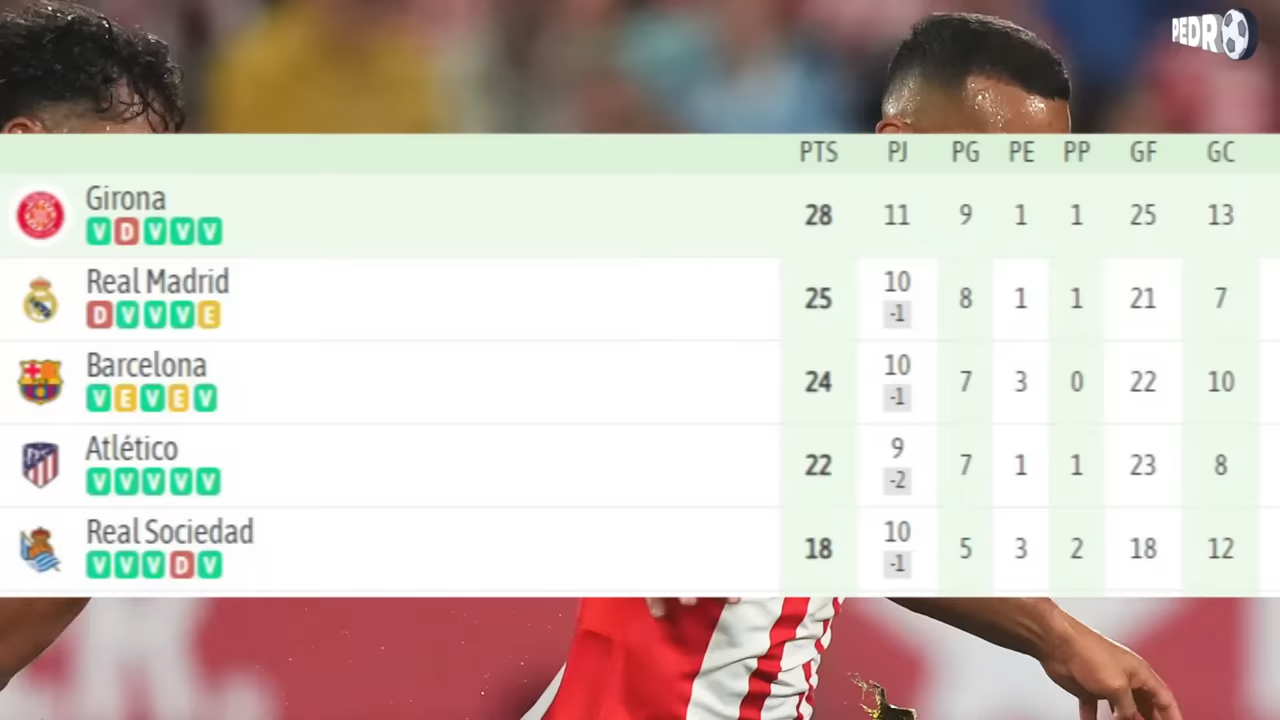 PEDR
PTS PJ PG PE PP GF GC
Girona
V D V V V
28 11 9 1 1 25 13
Real Madrid
D V V V E
25 10 -1 8 1 1 21 7
Barcelona
V E V E V
24 10 -1 7 3 0 22 10
Atlético
V V V V V
22 9 -2 7 1 1 23 8
Real Sociedad
V V V D V
18 10 -1 5 3 2 18 12